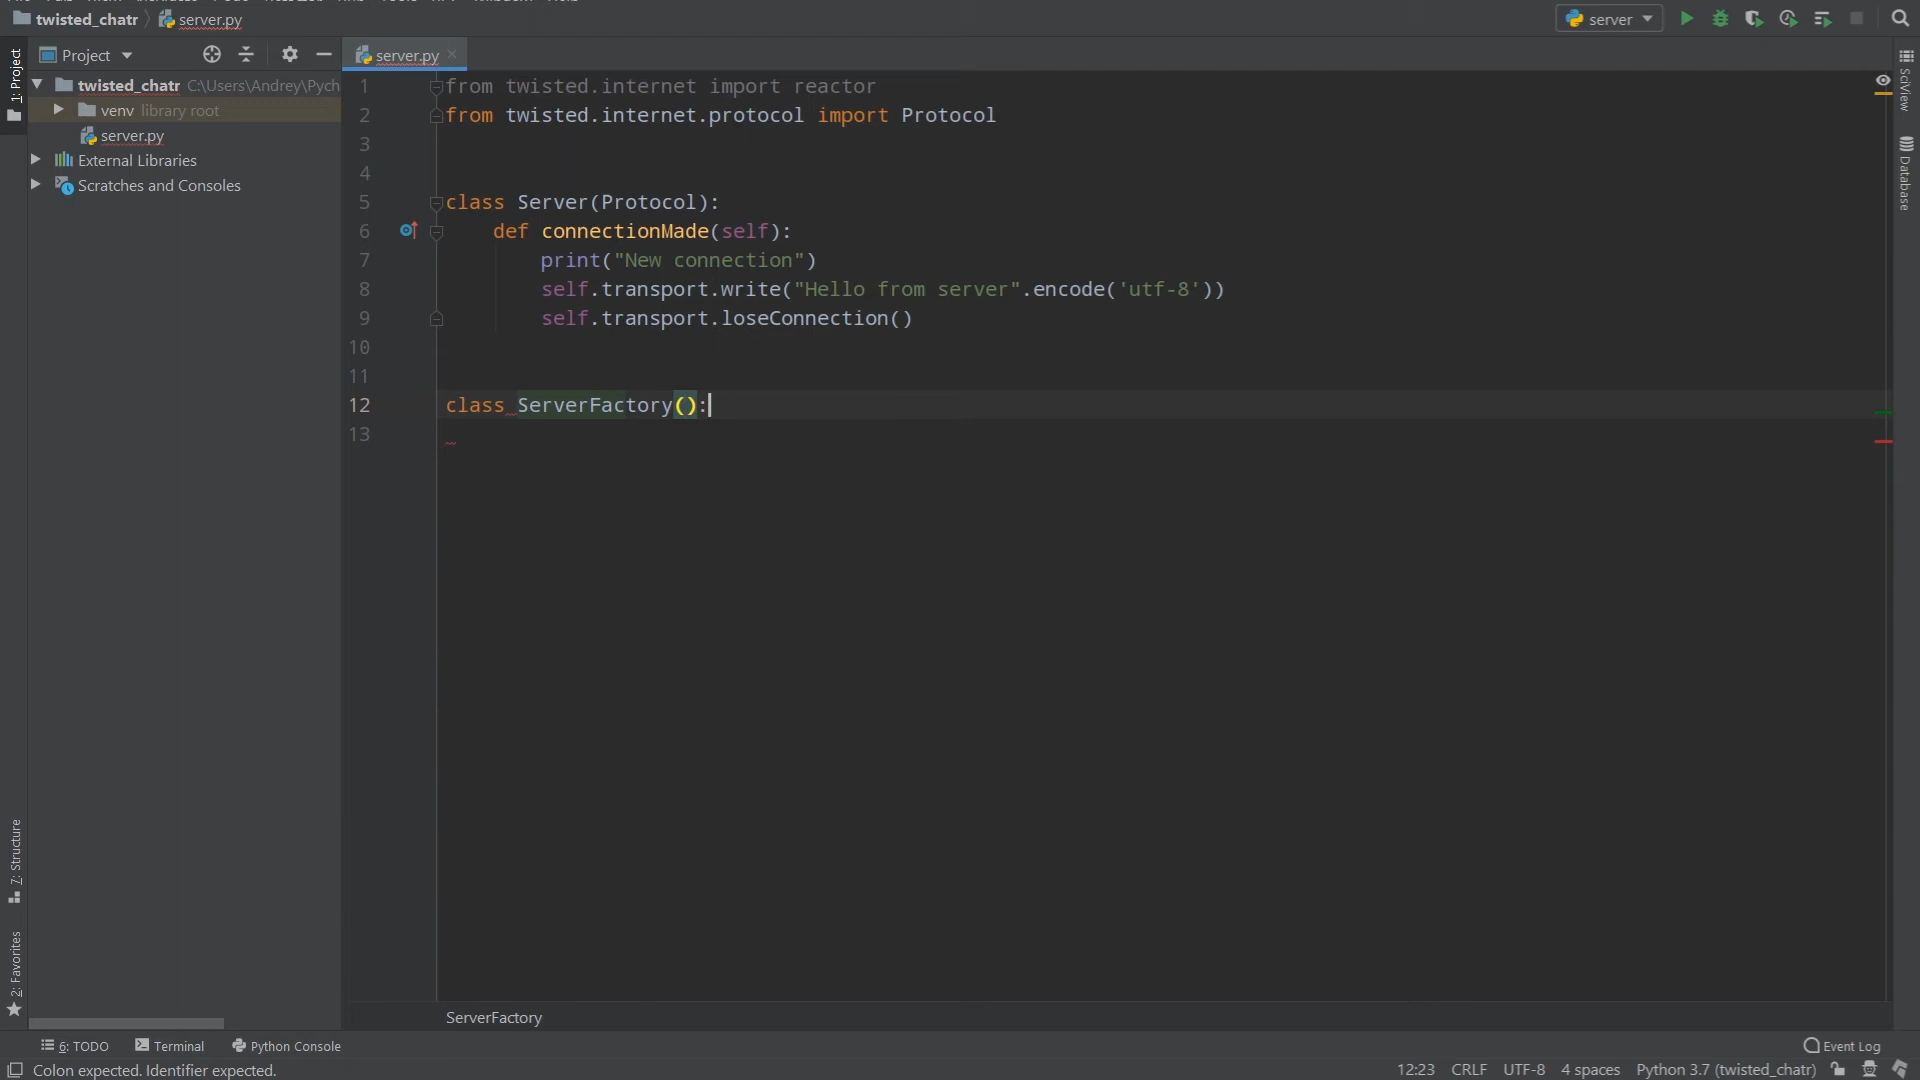 twisted_chatr
server.py
server
1: Project
Project
server.py
twisted_chatr C:\Users\Andrey\Pych
venv library root
server.py
External Libraries
Scratches and Consoles
1 from twisted.internet import reactor
2 from twisted.internet.protocol import Protocol
3
4
5 class Server(Protocol):
6 def connectionMade(self):
7 print("New connection")
8 self.transport.write("Hello from server".encode('utf-8'))
9 self.transport.loseConnection()
10
11
12 class ServerFactory():
13
SciView
Database
7: Structure
2: Favorites
ServerFactory
6: TODO
Terminal
Python Console
Event Log
Colon expected. Identifier expected.
12:23 CRLF UTF-8 4 spaces Python 3.7 (twisted_chatr)